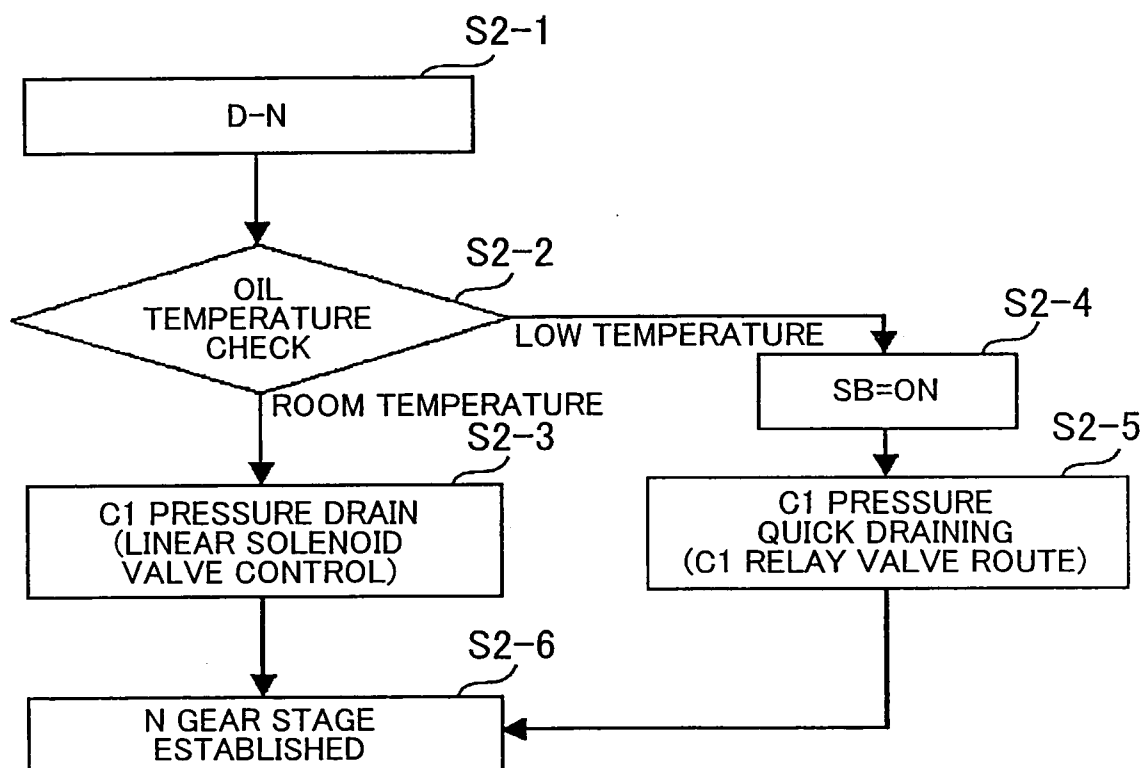 S2-1
D-N
S2-2
OIL
TEMPERATURE
CHECK
LOW TEMPERATURE
S2-4
SB=ON
ROOM TEMPERATURE
S2-3
C1 PRESSURE DRAIN
(LINEAR SOLENOID
VALVE CONTROL)
S2-5
C1 PRESSURE
QUICK DRAINING
(C1 RELAY VALVE ROUTE)
S2-6
N GEAR STAGE
ESTABLISHED